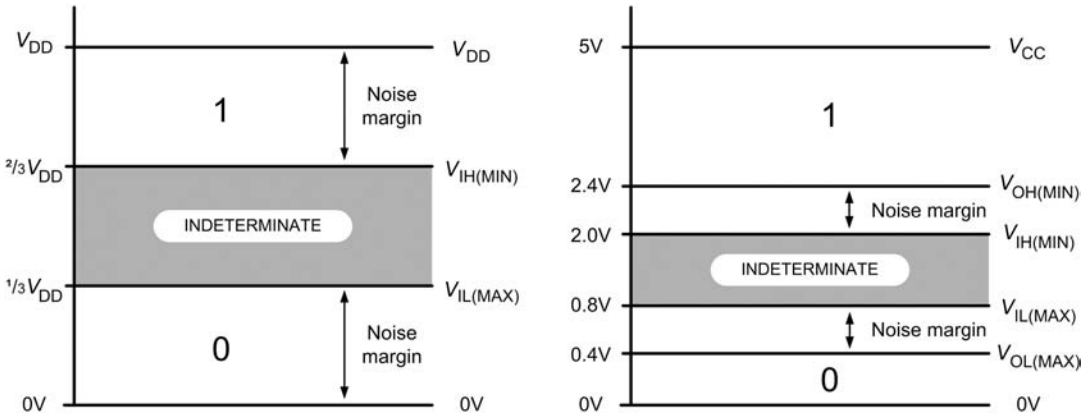 VDD
VDD
Noise
margin
1
²/3VDD
VIH(MIN)
INDETERMINATE
¹/3VDD
VIL(MAX)
Noise
margin
0
0V
0V
5V
VCC
1
2.4V
VOH(MIN)
Noise margin
2.0V
VIH(MIN)
INDETERMINATE
0.8V
VIL(MAX)
Noise margin
0.4V
VOL(MAX)
0
0V
0V